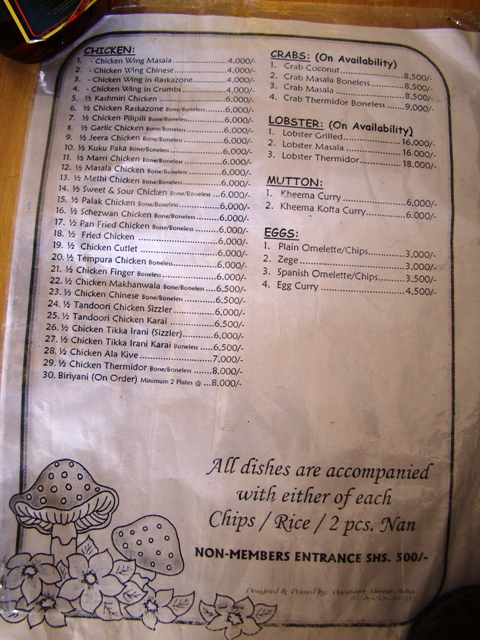 CHICKEN:
1. - Chicken Wing Masala 4,000/-
2. - Chicken Wing Chinese 4,000/-
3. - Chicken Wing in Raskazone 4,000/-
4. - Chicken Wing in Crumbs 4,000/-
5. ½ Kashmiri Chicken 6,000/-
6. ½ Chicken Raskazone Bone/Boneless 6,000/-
7. ½ Chicken Pilipili Bone/Boneless 6,000/-
8. ½ Garlic Chicken Bone/Boneless 6,000/-
9. ½ Jeera Chicken Bone/Boneless 6,000/-
10. ½ Kuku Paka Bone/Boneless 6,000/-
11. ½ Marri Chicken Bone/Boneless 6,000/-
12. ½ Masala Chicken Bone/Boneless 6,000/-
13. ½ Methi Chicken Bone/Boneless 6,000/-
14. ½ Sweet & Sour Chicken Bone/Boneless 6,000/-
15. ½ Palak Chicken Bone/Boneless 6,000/-
16. ½ Schezwan Chicken Bone/Boneless 6,000/-
17. ½ Pan Fried Chicken Bone/Boneless 6,000/-
18. ½ Fried Chicken 6,000/-
19. ½ Chicken Cutlet 6,000/-
20. ½ Tempura Chicken Boneless 6,000/-
21. ½ Chicken Finger Boneless 6,000/-
22. ½ Chicken Makhanwala Bone/Boneless 6,500/-
23. ½ Chicken Chinese Bone/Boneless 6,500/-
24. ½ Tandoori Chicken Sizzler 6,000/-
25. ½ Tandoori Chicken Karai 6,500/-
26. ½ Chicken Tikka Irani (Sizzler) 6,000/-
27. ½ Chicken Tikka Irani Karai Boneless 6,500/-
28. ½ Chicken Ala Kive 7,000/-
29. ½ Chicken Thermidor Bone/Boneless 8,000/-
30. Biriyani (On Order) Minimum 2 Plates @ 8,000/-
CRABS: (On Availability)
1. Crab Coconut 8,500/-
2. Crab Masala Boneless 8,500/-
3. Crab Masala 8,500/-
4. Crab Thermidor Boneless 9,000/-
LOBSTER: (On Availability)
1. Lobster Grilled 16,000/-
2. Lobster Masala 16,000/-
3. Lobster Thermidor 18,000/-
MUTTON:
1. Kheema Curry 6,000/-
2. Kheema Kofta Curry 6,000/-
EGGS:
1. Plain Omelette/Chips 3,000/-
2. Zege 3,000/-
3. Spanish Omelette/Chips 3,500/-
4. Egg Curry 4,500/-
All dishes are accompanied
with either of each
Chips / Rice / 2 pcs. Nan
NON-MEMBERS ENTRANCE SHS. 500/-
Designed & Printed by: